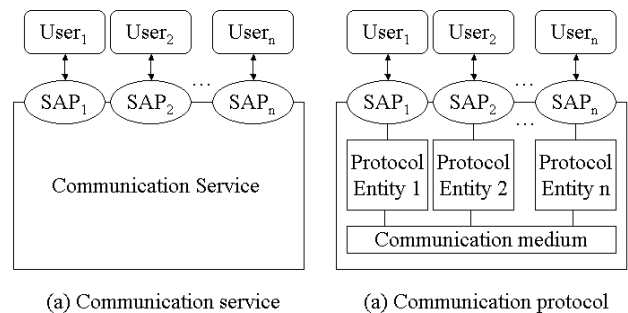 User1 User2 Usern User1 User2 Usern
... ...
SAP1 SAP2 SAPn SAP1 SAP2 SAPn
...
Communication Service
Protocol Entity 1 Protocol Entity 2 Protocol Entity n
Communication medium
(a) Communication service (a) Communication protocol